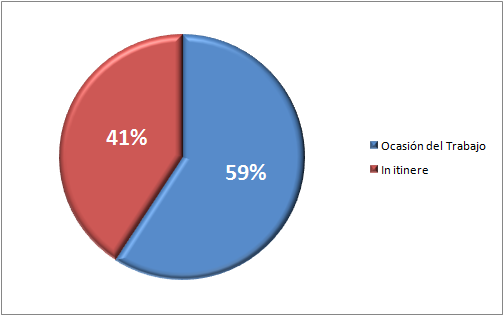 41%
59%
Ocasión del Trabajo
In itinere